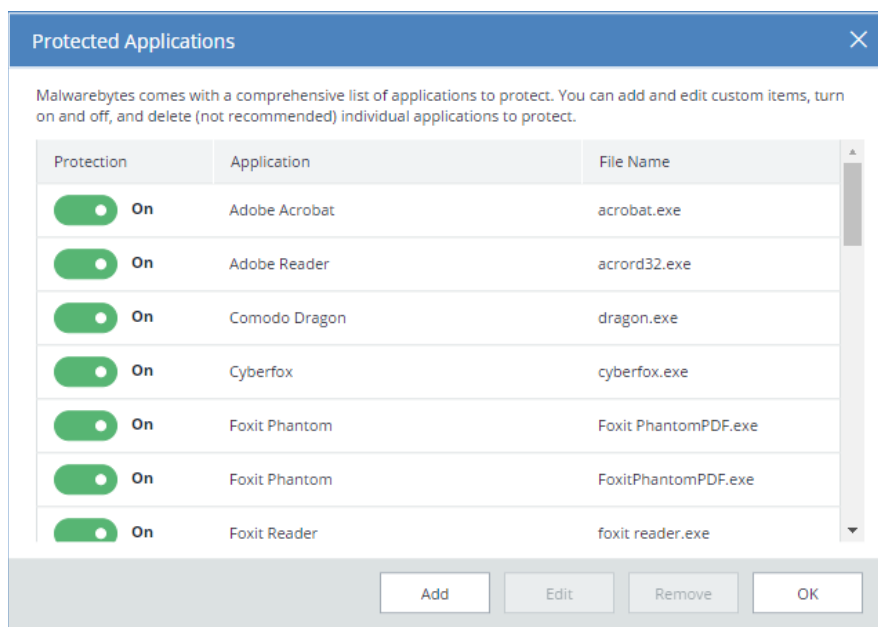 Protected Applications
Malwarebytes comes with a comprehensive list of applications to protect. You can add and edit custom items, turn
on and off, and delete (not recommended) individual applications to protect.
Protection Application File Name
On Adobe Acrobat acrobat.exe
On Adobe Reader acrord32.exe
On Comodo Dragon dragon.exe
On Cyberfox cyberfox.exe
On Foxit Phantom Foxit PhantomPDF.exe
On Foxit Phantom FoxitPhantomPDF.exe
On Foxit Reader foxit reader.exe
Add Edit Remove OK